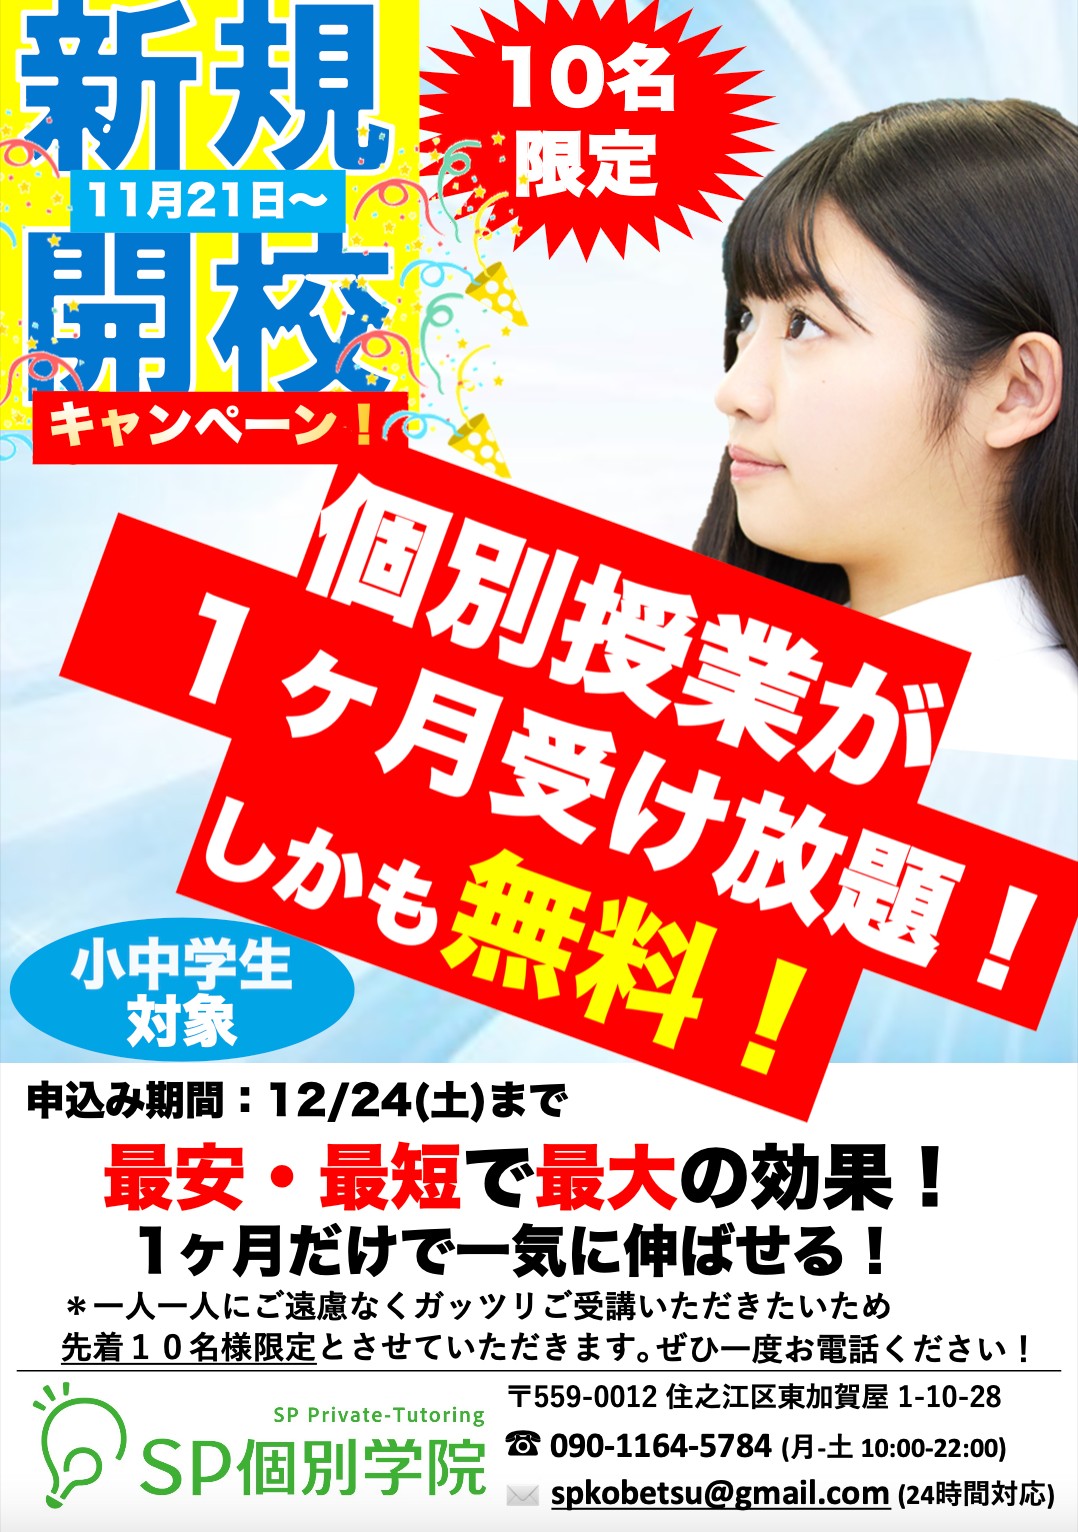 新規
11月21日〜
開校
キャンペーン！
10名
限定
個別授業が
１ヶ月受け放題！
しかも無料！
小中学生
対象
申込み期間：12/24(土)まで
最安・最短で最大の効果！
1ヶ月だけで一気に伸ばせる！
＊一人一人にご遠慮なくガッツリご受講いただきたいため
先着１０名様限定とさせていただきます。ぜひ一度お電話ください！
SP Private-Tutoring
SP個別学院
〒559-0012 住之江区東加賀屋 1-10-28
☎ 090-1164-5784 (月-土 10:00-22:00)
spkobetsu@gmail.com (24時間対応)